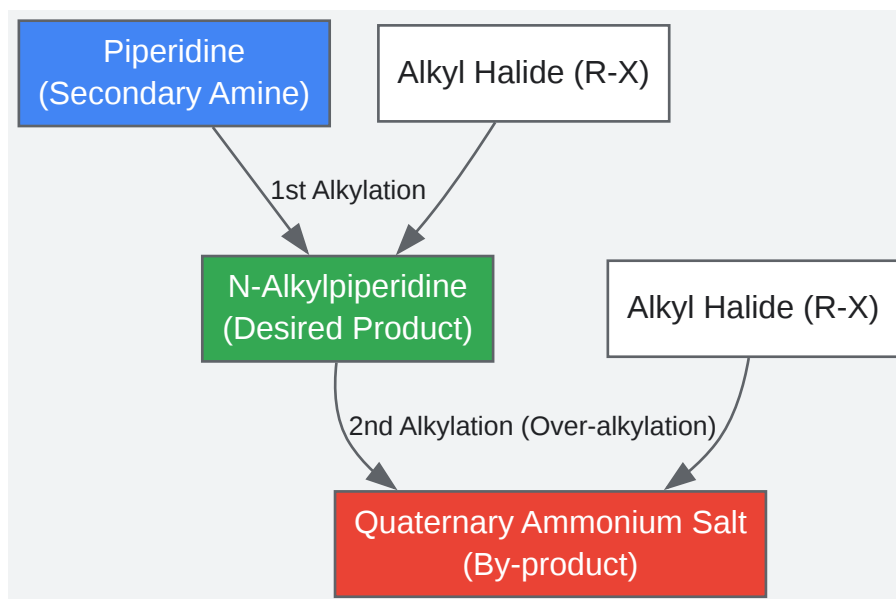 Piperidine
(Secondary Amine)
Alkyl Halide (R-X)
1st Alkylation
N-Alkylpiperidine
(Desired Product)
Alkyl Halide (R-X)
2nd Alkylation (Over-alkylation)
Quaternary Ammonium Salt
(By-product)